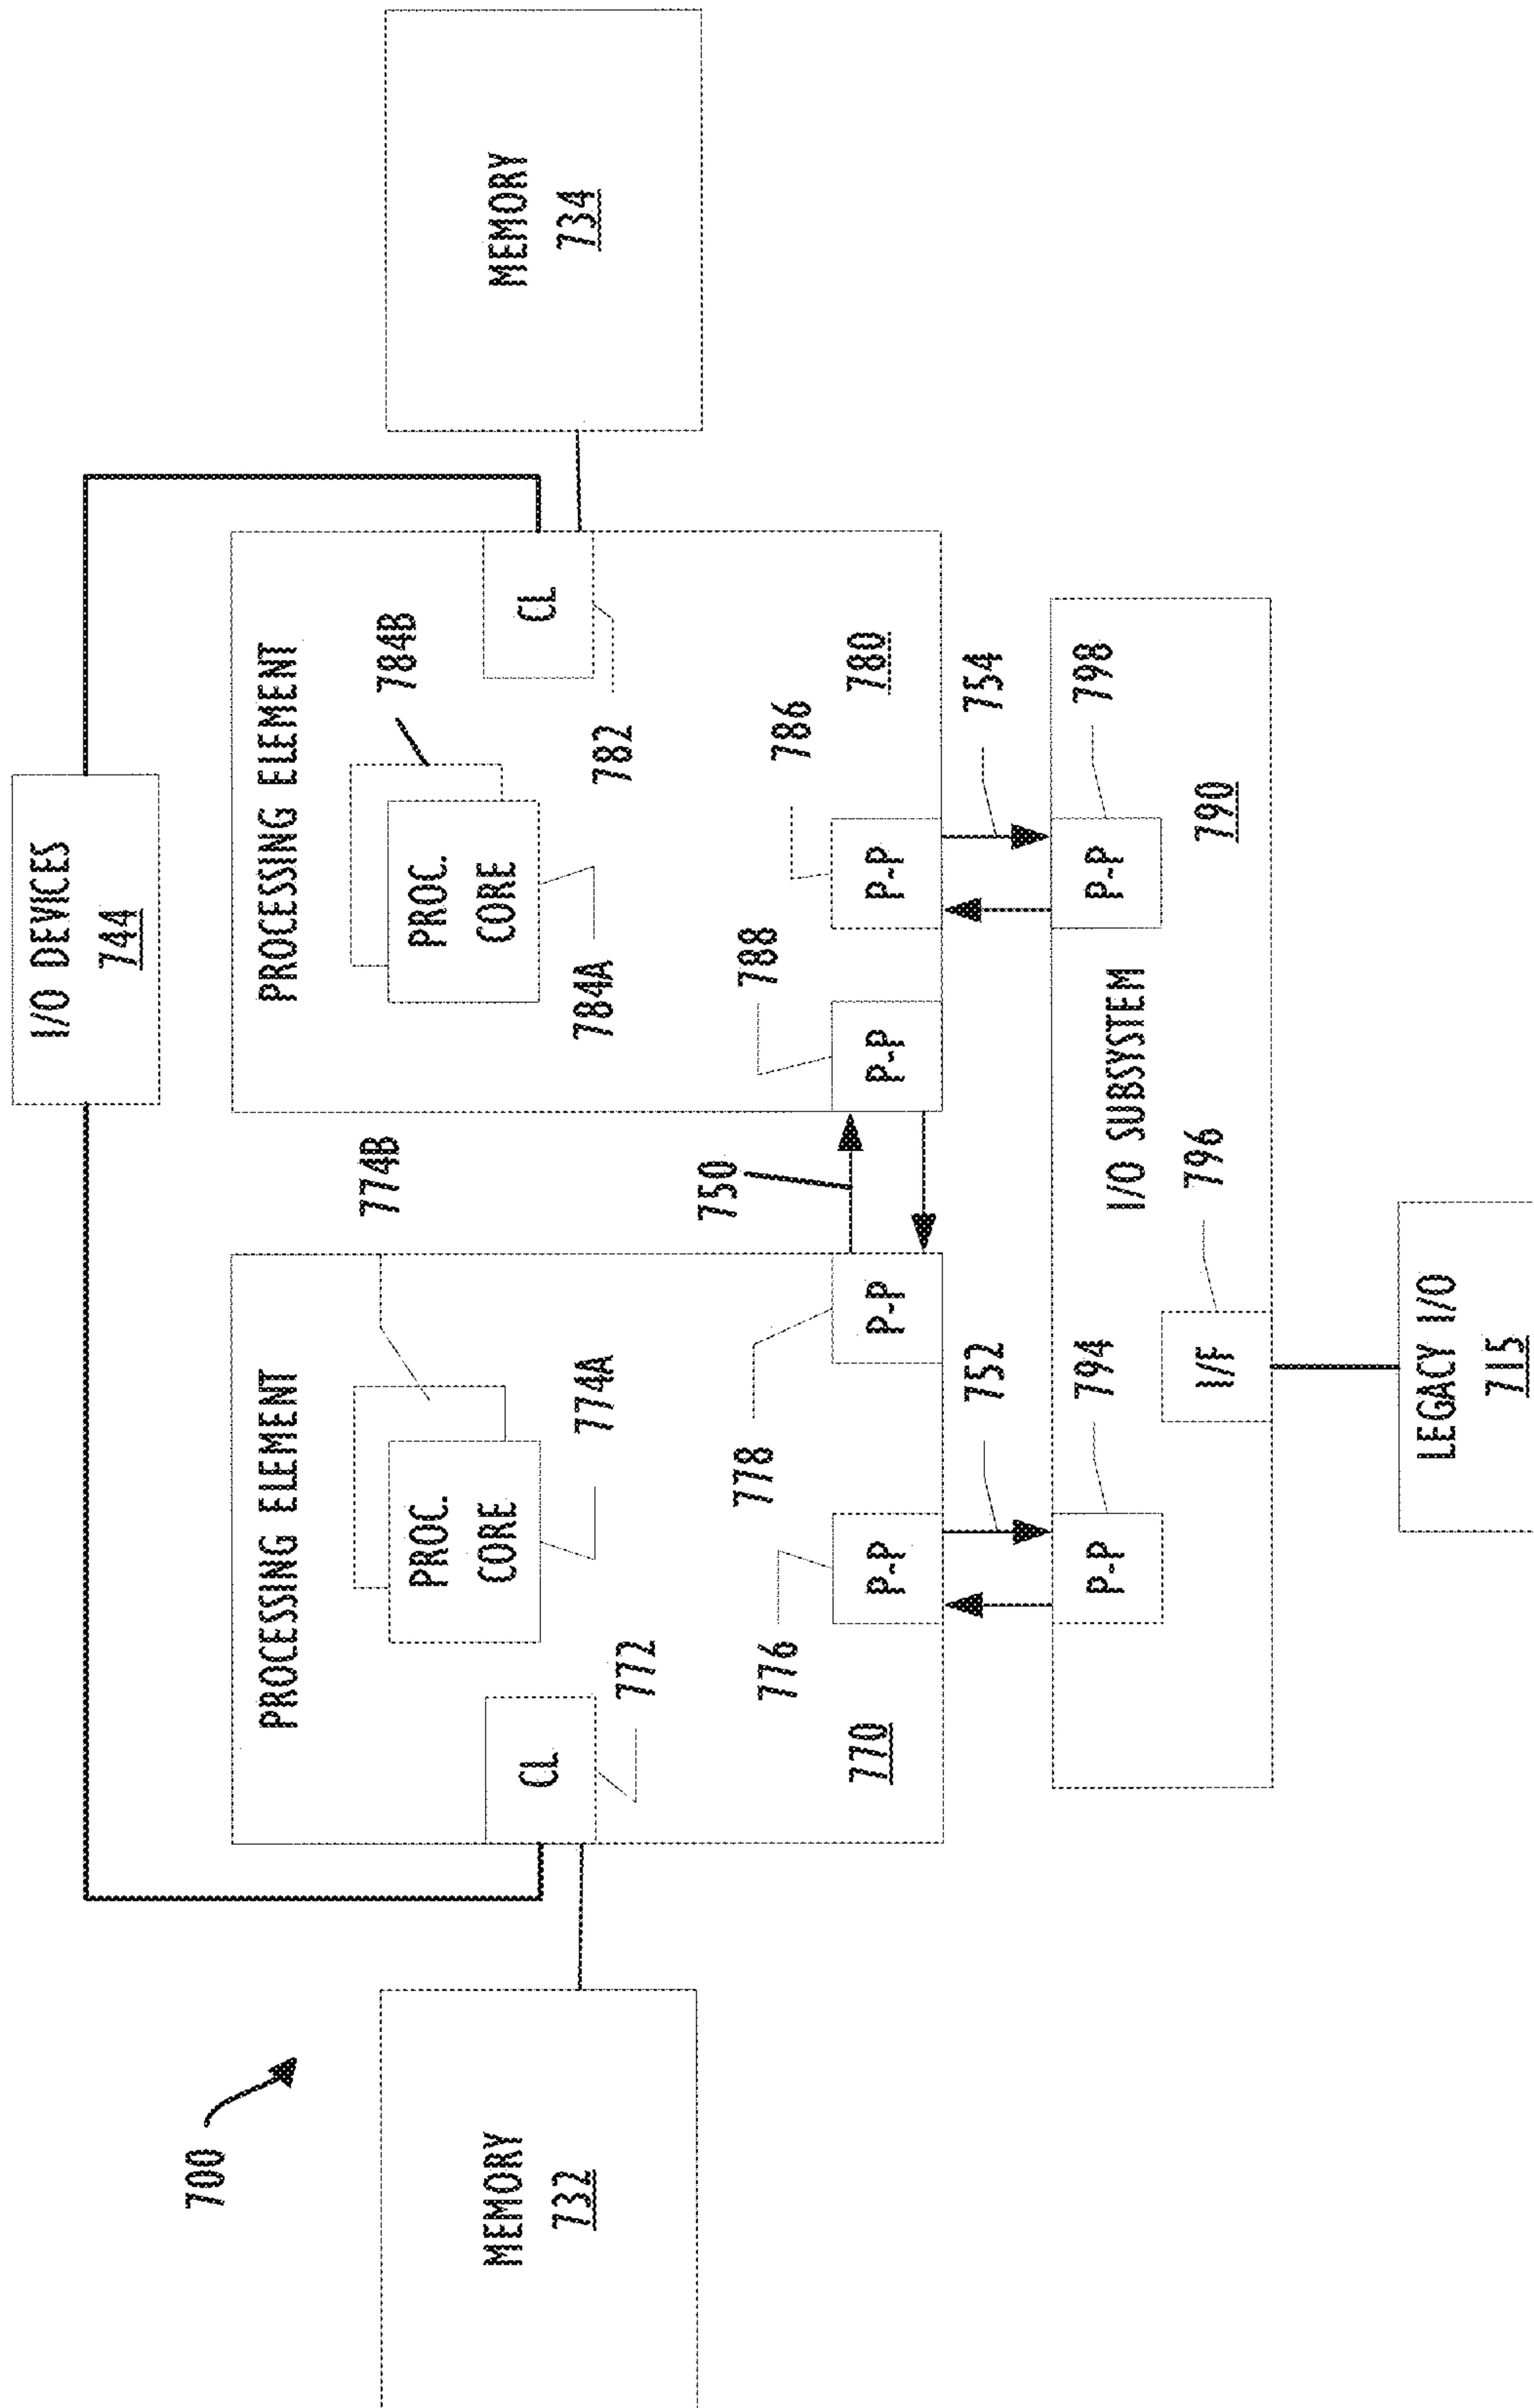 700
I/O DEVICES
744
MEMORY
732
PROCESSING ELEMENT
774B
PROC.
CORE
774A
CL
772
778
P-P
776
P-P
770
750
PROCESSING ELEMENT
784B
PROC.
CORE
784A
CL
782
788
P-P
786
P-P
780
MEMORY
734
752
754
794
P-P
I/O SUBSYSTEM
798
P-P
790
796
I/F
LEGACY I/O
715